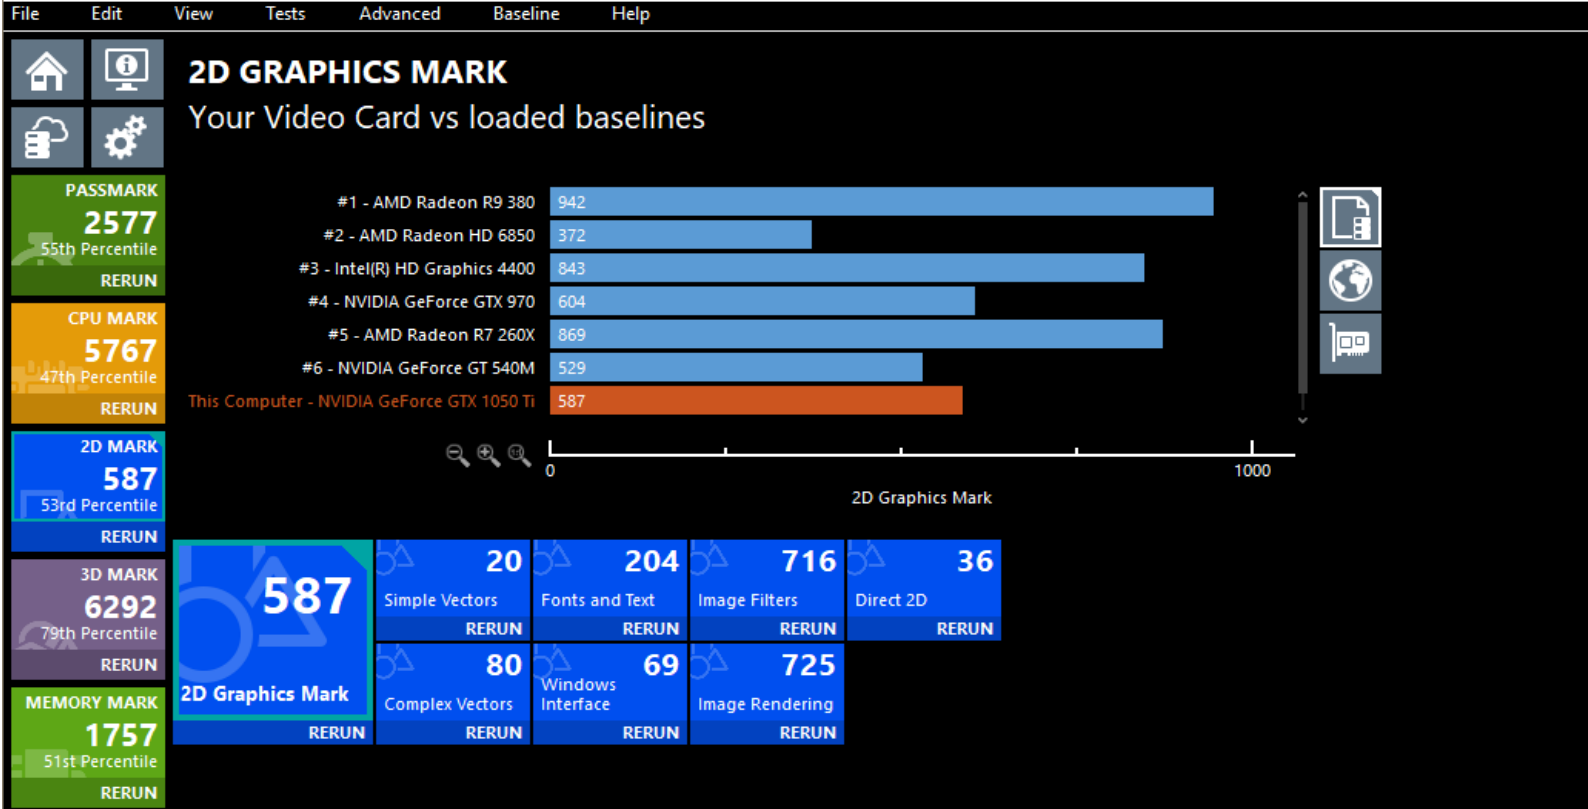 File Edit View Tests Advanced Baseline Help
2D GRAPHICS MARK
Your Video Card vs loaded baselines
PASSMARK
2577
55th Percentile
RERUN
CPU MARK
5767
47th Percentile
RERUN
2D MARK
587
53rd Percentile
RERUN
3D MARK
6292
79th Percentile
RERUN
MEMORY MARK
1757
51st Percentile
RERUN
#1 - AMD Radeon R9 380 942
#2 - AMD Radeon HD 6850 372
#3 - Intel(R) HD Graphics 4400 843
#4 - NVIDIA GeForce GTX 970 604
#5 - AMD Radeon R7 260X 869
#6 - NVIDIA GeForce GT 540M 529
This Computer - NVIDIA GeForce GTX 1050 Ti 587
0 1000
2D Graphics Mark
587
2D Graphics Mark
RERUN
20
Simple Vectors
RERUN
204
Fonts and Text
RERUN
716
Image Filters
RERUN
36
Direct 2D
RERUN
80
Complex Vectors
RERUN
69
Windows
Interface
RERUN
725
Image Rendering
RERUN